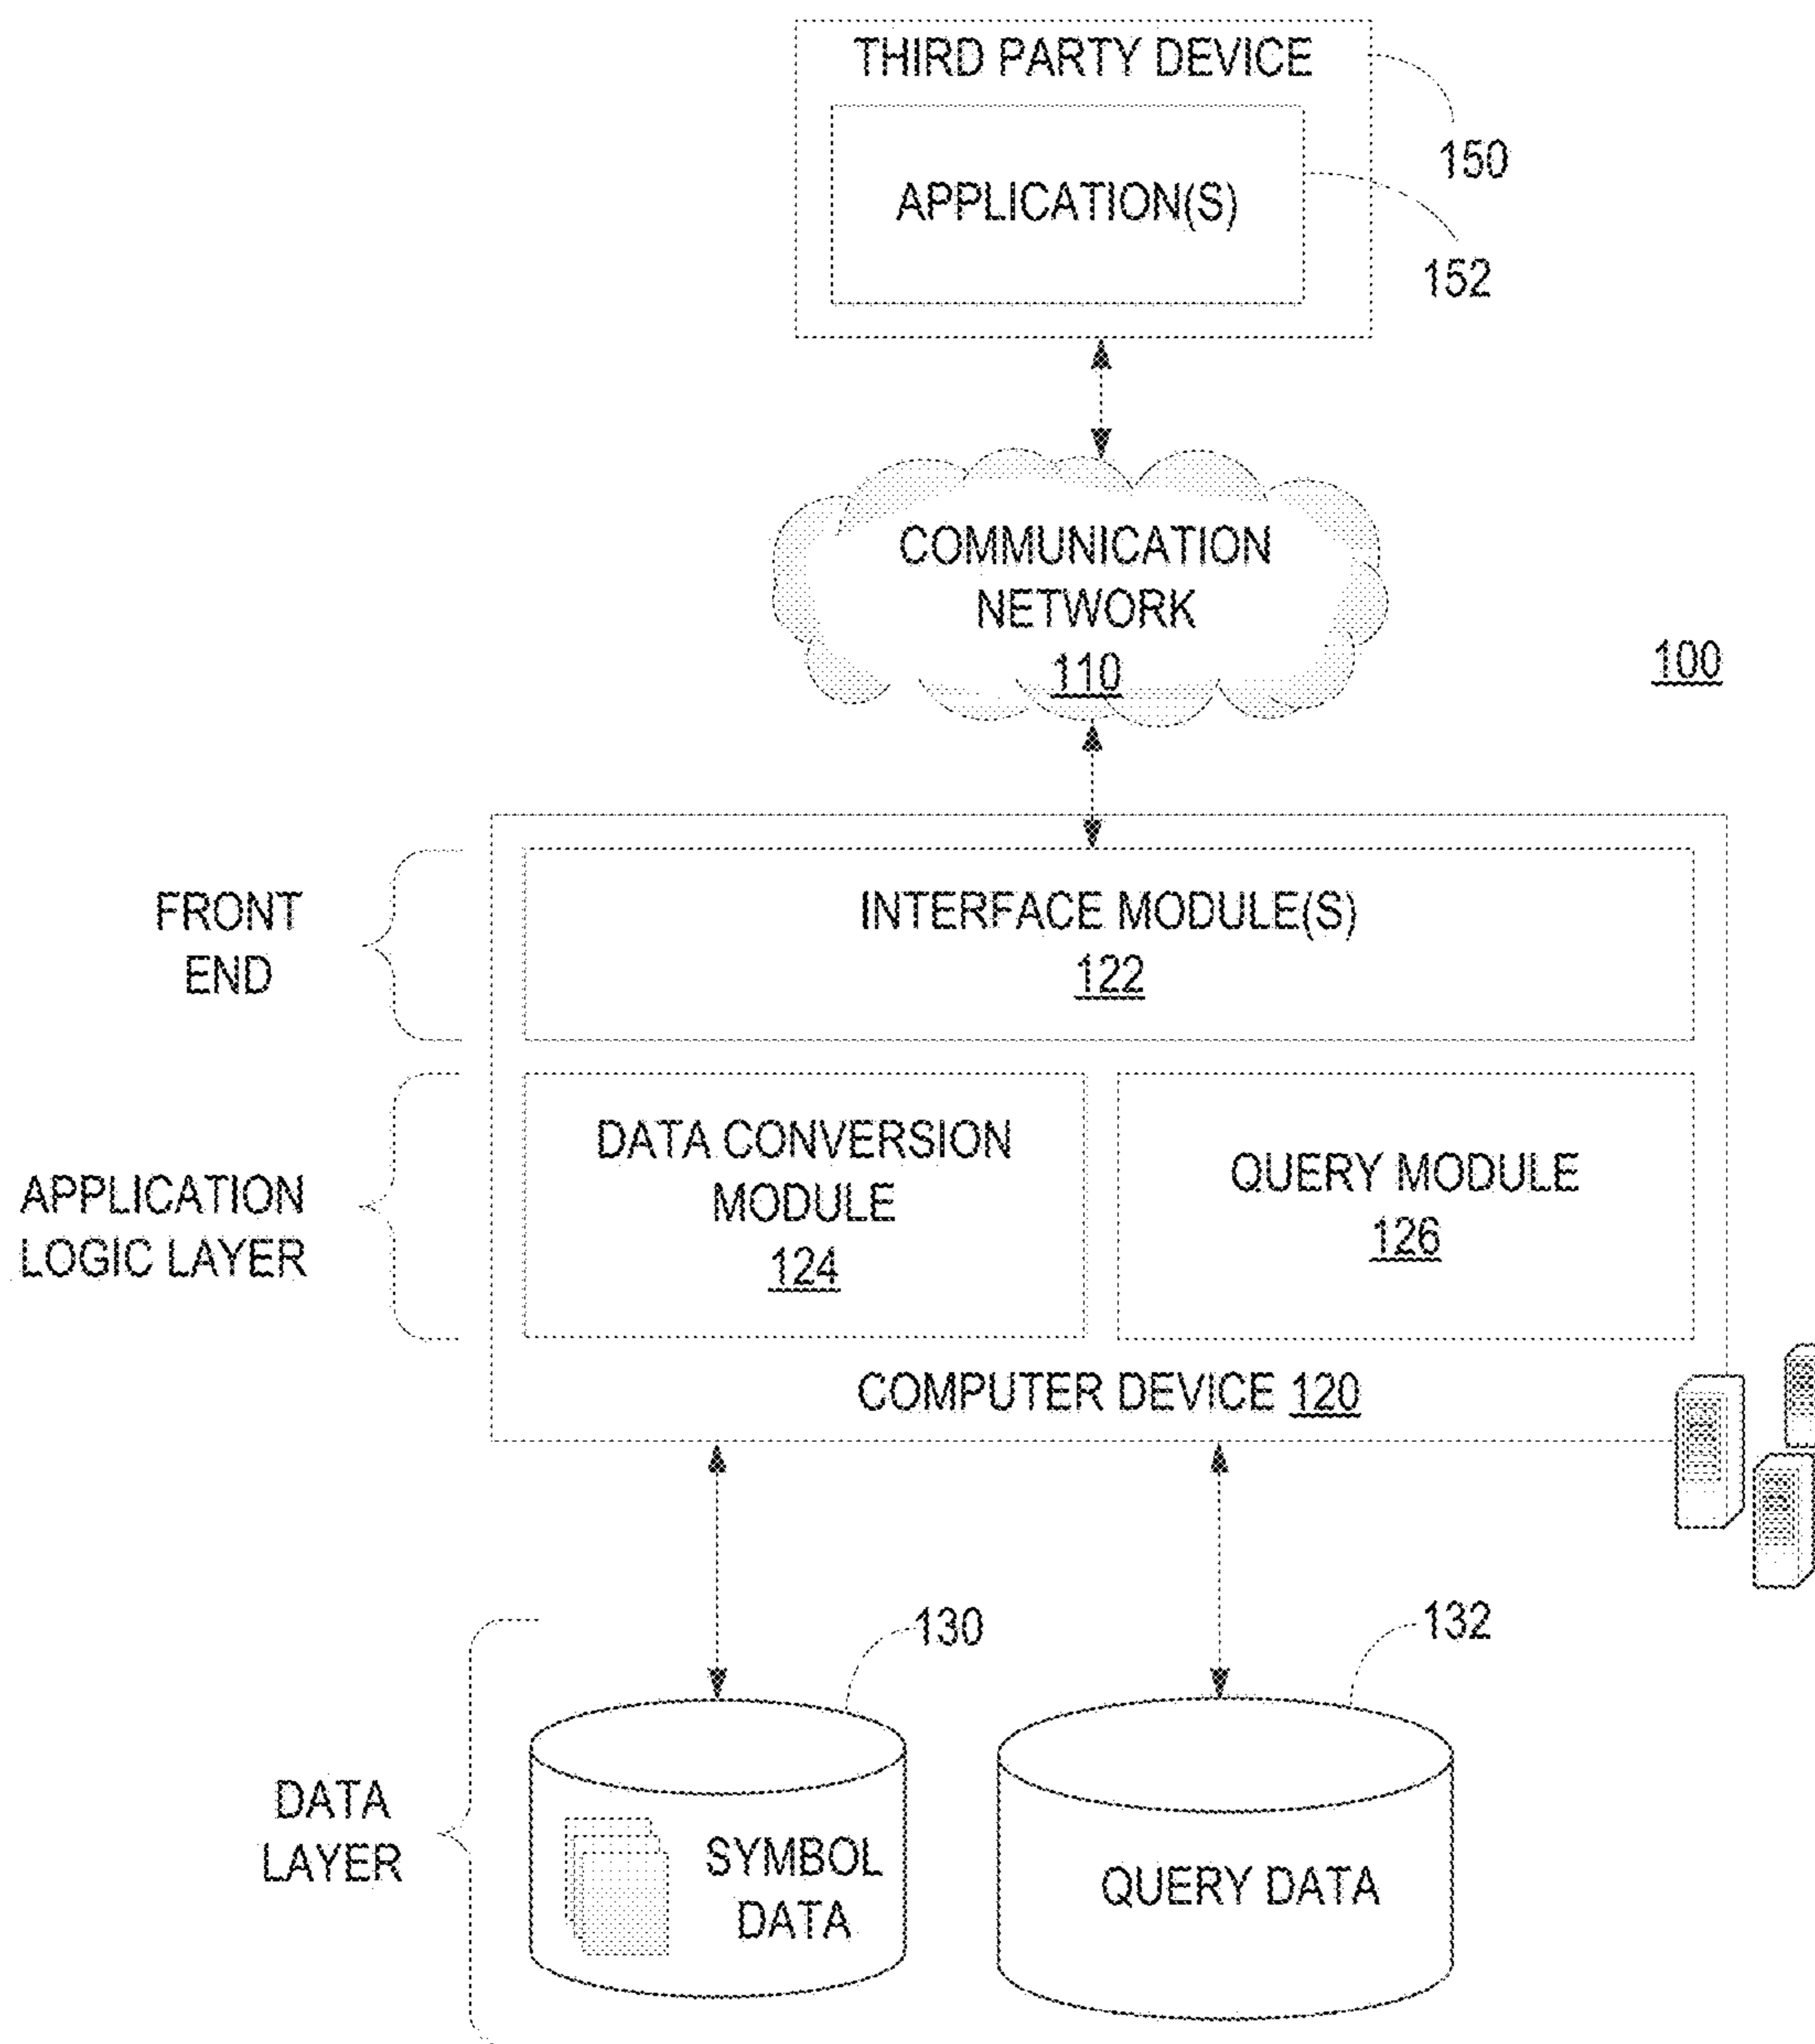 THIRD PARTY DEVICE
150
APPLICATION(S)
152
COMMUNICATION
NETWORK
110
100
FRONT
END
INTERFACE MODULE(S)
122
APPLICATION
LOGIC LAYER
DATA CONVERSION
MODULE
124
QUERY MODULE
126
COMPUTER DEVICE 120
130
132
DATA
LAYER
SYMBOL
DATA
QUERY DATA